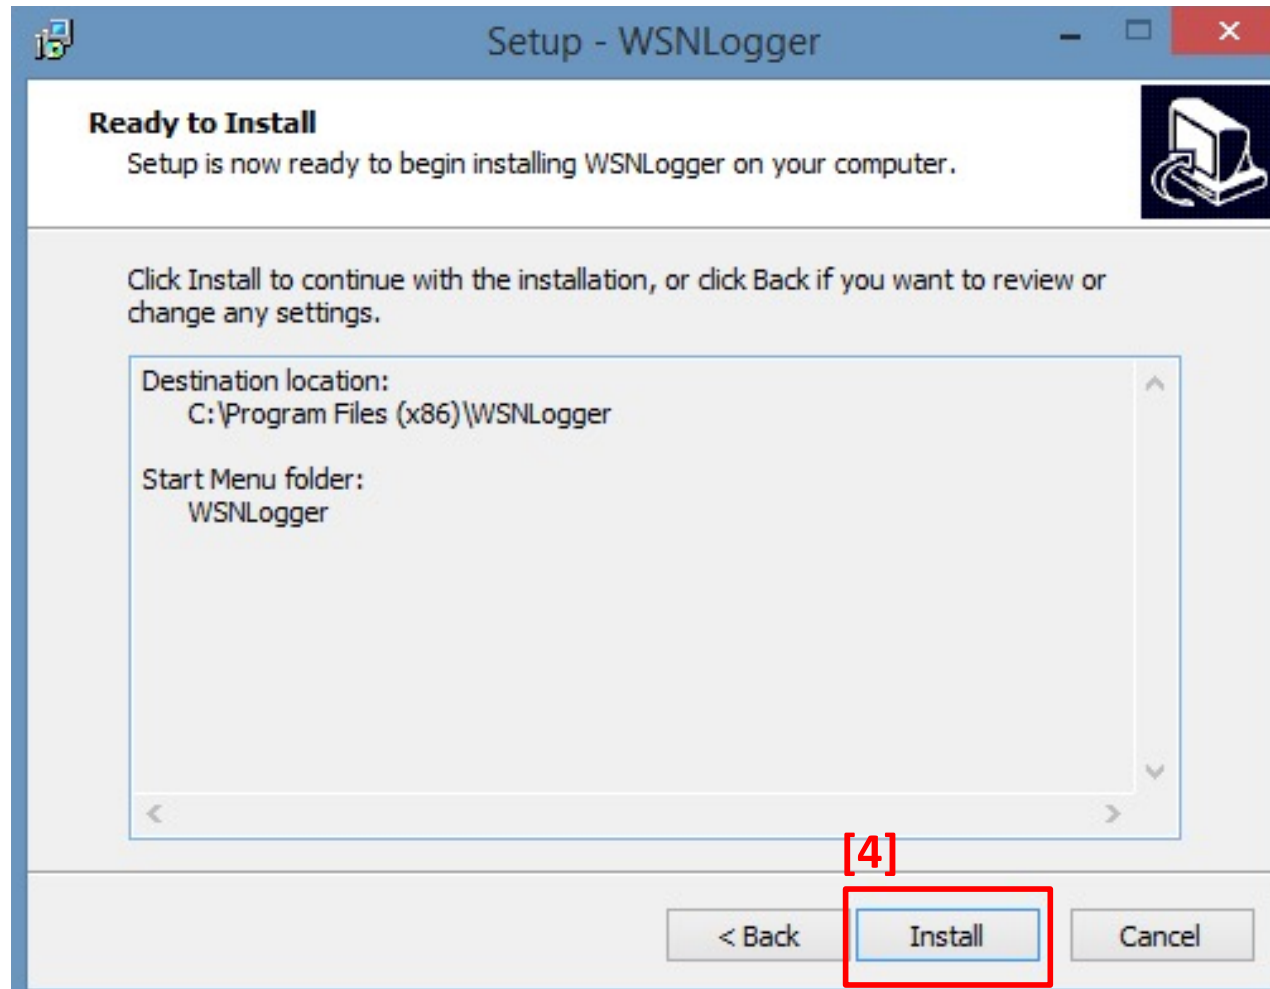 Setup - WSNLogger
Ready to Install
Setup is now ready to begin installing WSNLogger on your computer.
Click Install to continue with the installation, or click Back if you want to review or
change any settings.
Destination location:
C:\Program Files (x86)\WSNLogger
Start Menu folder:
WSNLogger
[4]
< Back Install Cancel